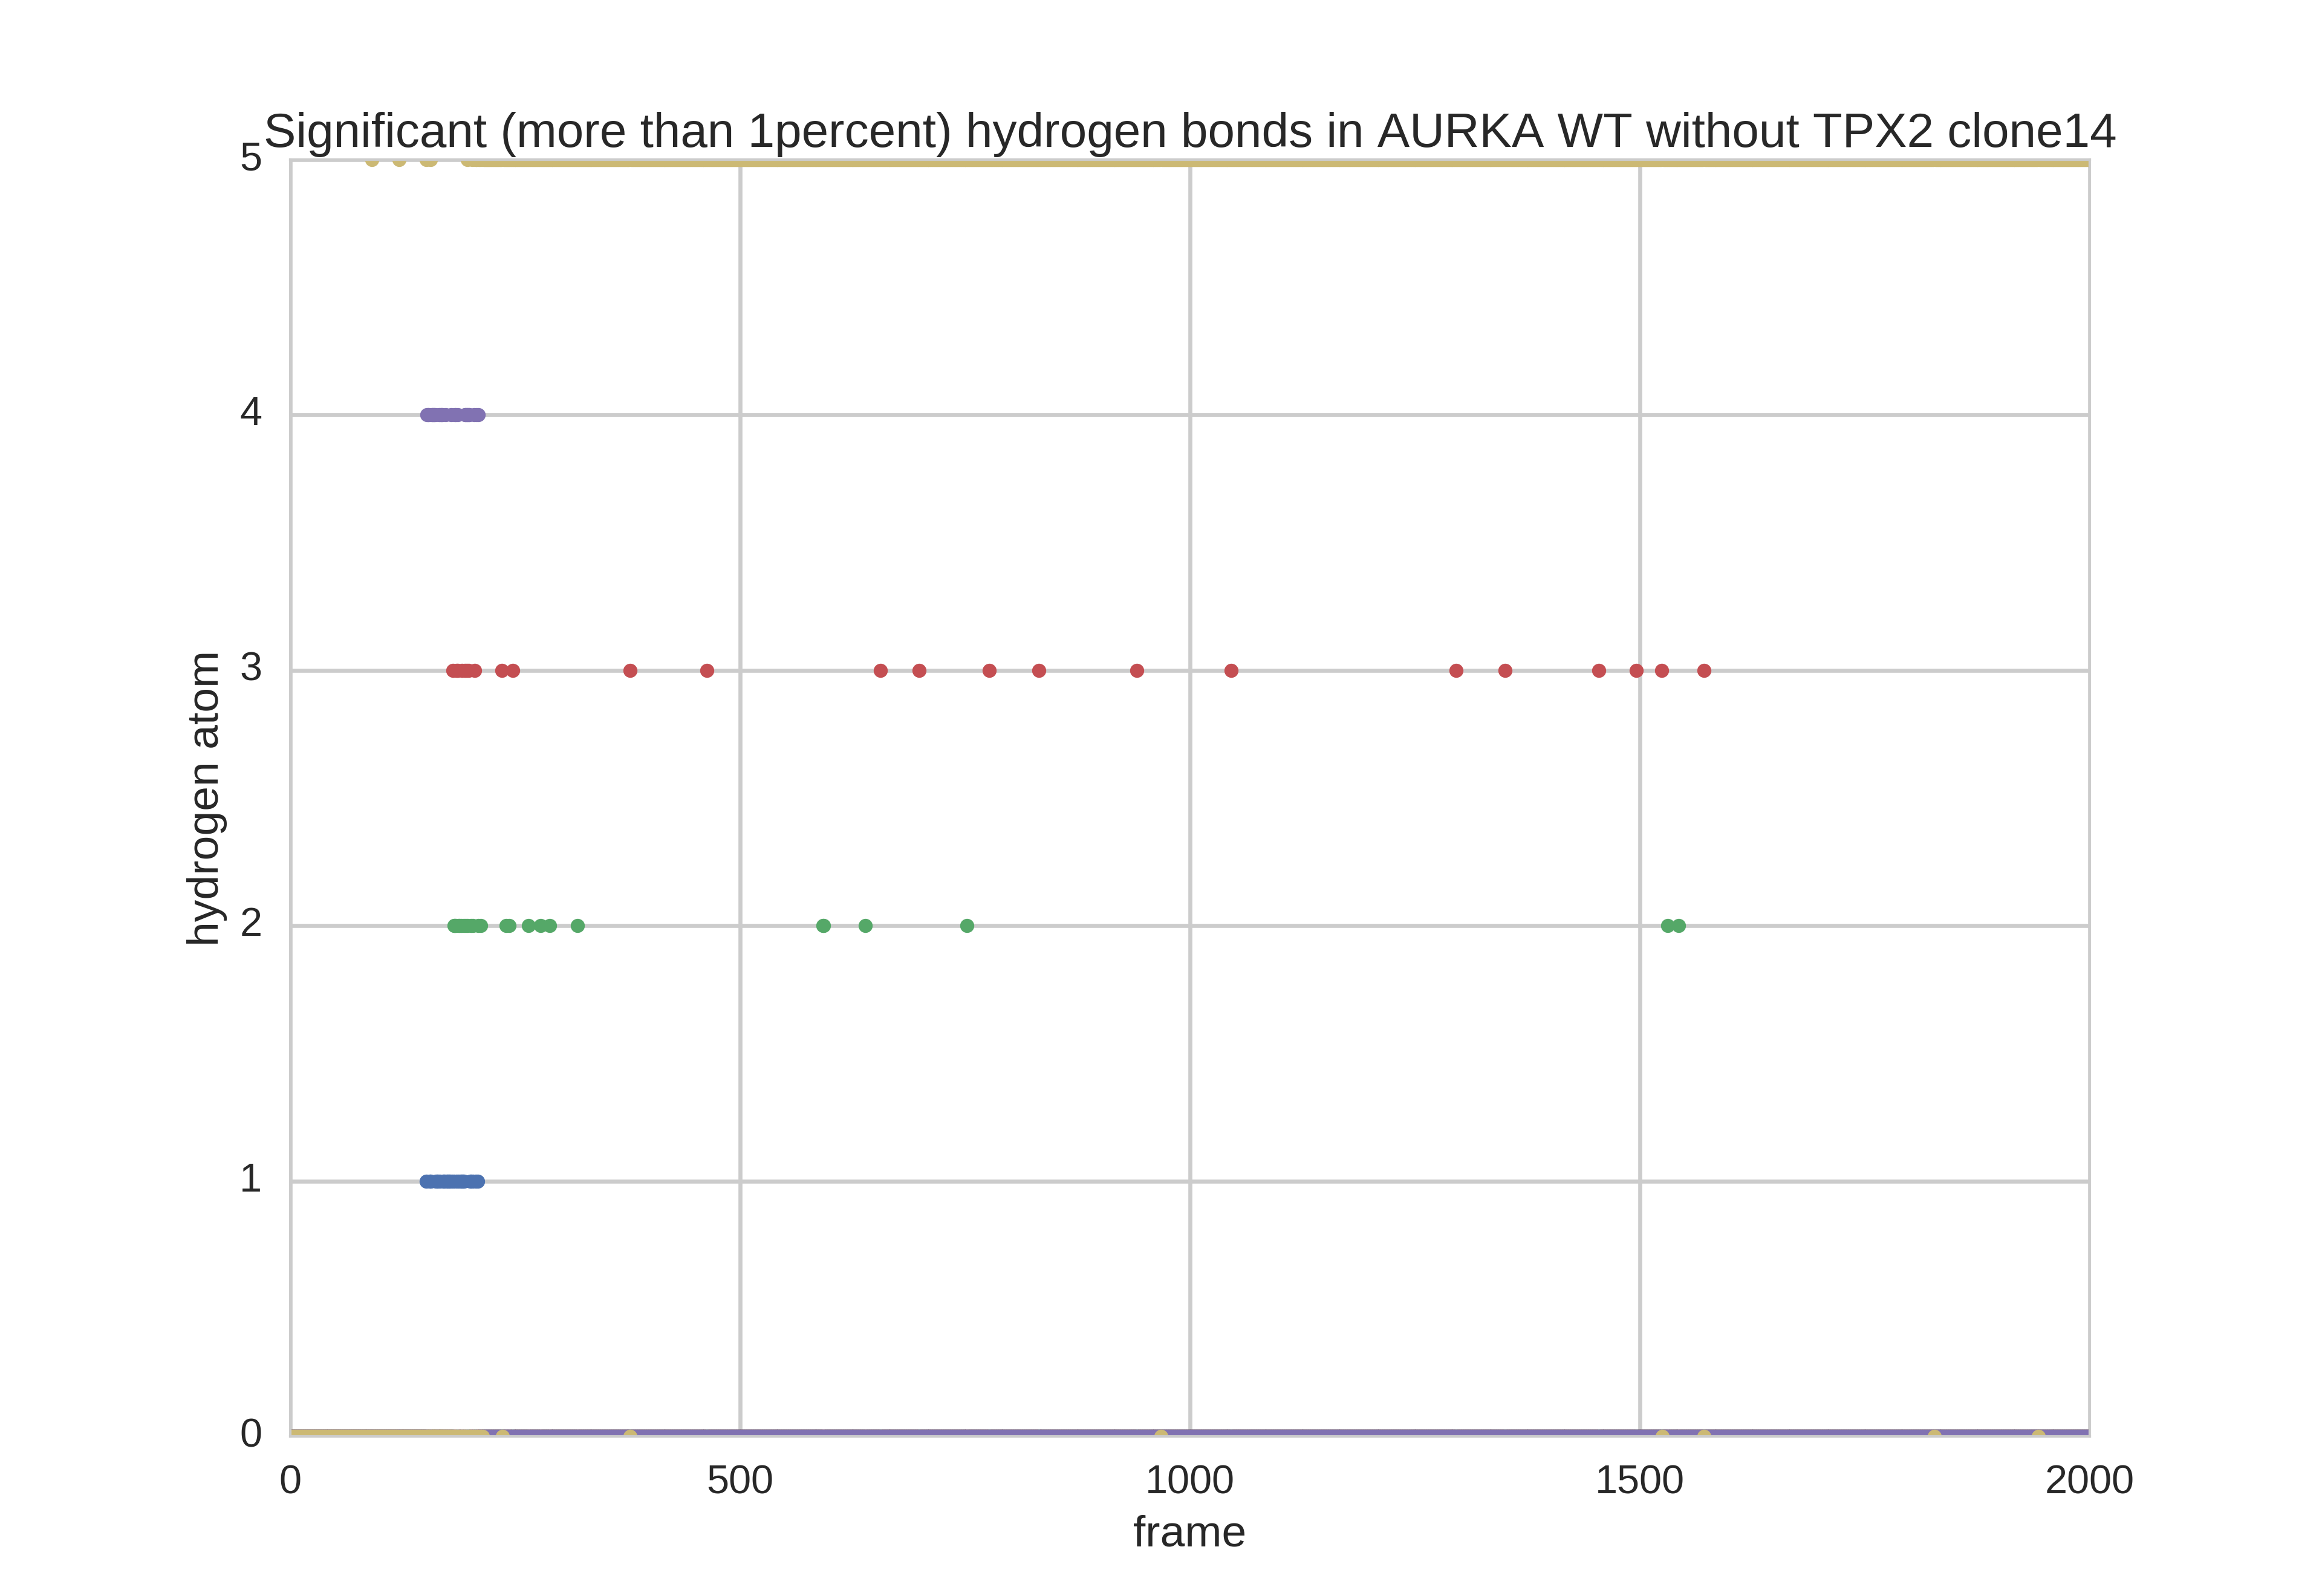 Significant (more than 1percent) hydrogen bonds in AURKA WT without TPX2 clone14
5
4
3
2
1
0
hydrogen atom
0 500 1000 1500 2000
frame